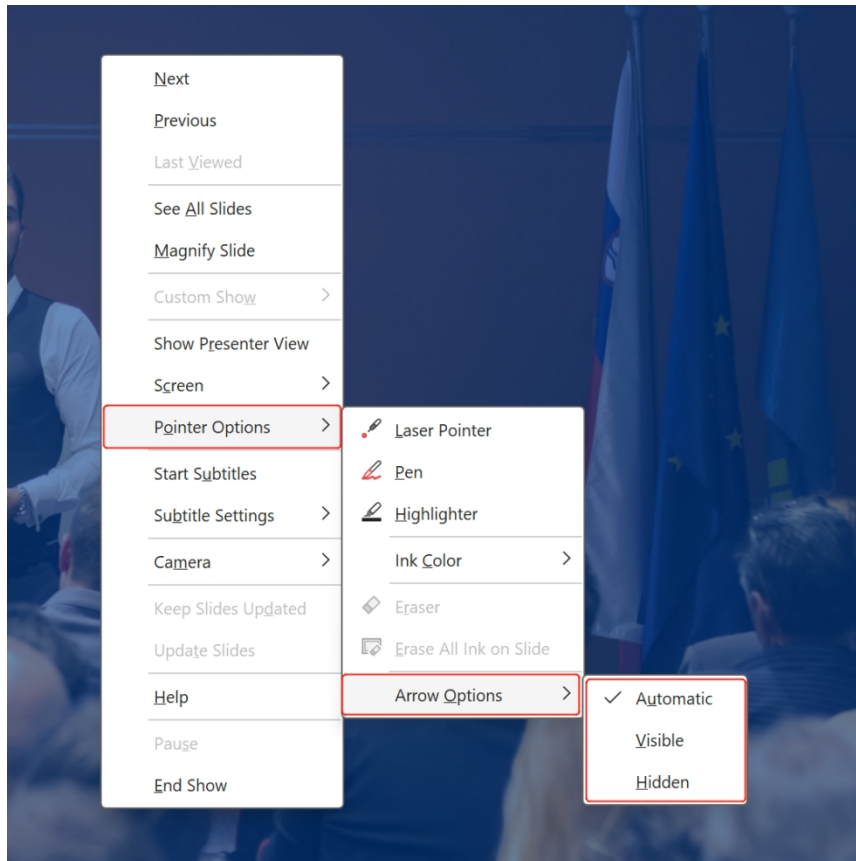 Next
Previous
Last Viewed
See All Slides
Magnify Slide
Custom Show
Show Presenter View
Screen
Pointer Options
Start Subtitles
Subtitle Settings
Camera
Keep Slides Updated
Update Slides
Help
Pause
End Show
Laser Pointer
Pen
Highlighter
Ink Color
Eraser
Erase All Ink on Slide
Arrow Options
Automatic
Visible
Hidden